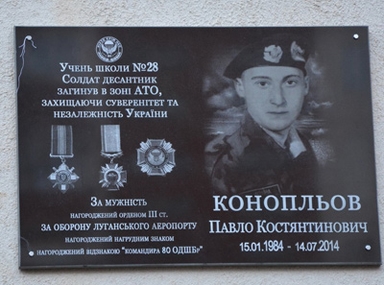 Учень школи №28
Солдат десантник
загинув в зоні АТО,
захищаючи суверенітет та
незалежність України
За мужність
нагороджений орденом III ст.
за оборону луганського аеропорту
нагороджений нагрудним знаком
нагороджений відзнакою "командира 80 ОДШБр"
КОНОПЛЬОВ
Павло Костянтинович
15.01.1984 - 14.07.2014